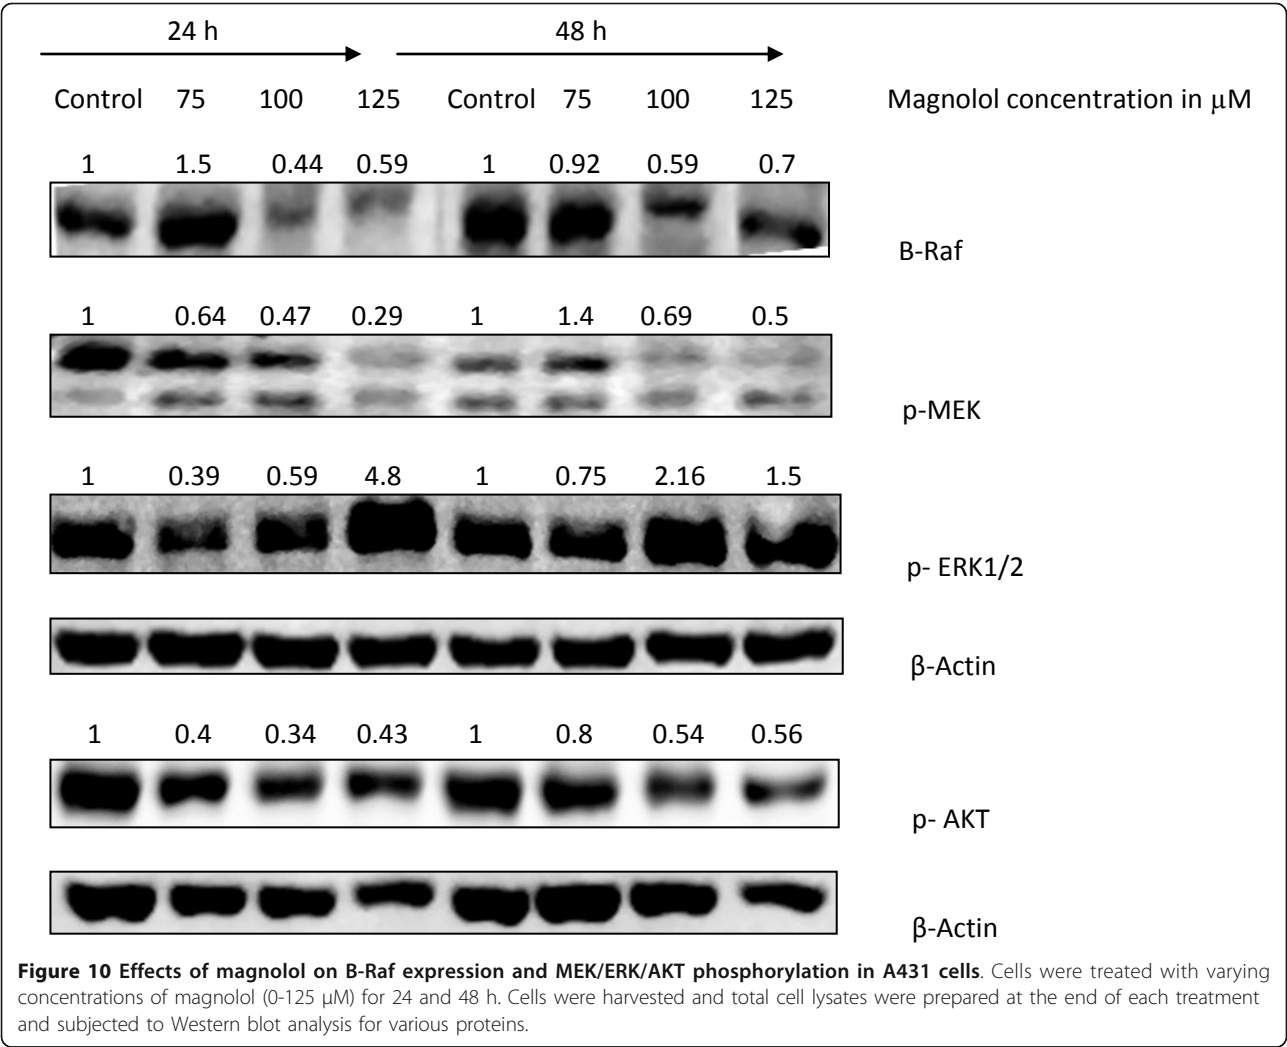 24 h 48 h
Control 75 100 125 Control 75 100 125 Magnolol concentration in μM
1 1.5 0.44 0.59 1 0.92 0.59 0.7
B-Raf
1 0.64 0.47 0.29 1 1.4 0.69 0.5
p-MEK
1 0.39 0.59 4.8 1 0.75 2.16 1.5
p- ERK1/2
β-Actin
1 0.4 0.34 0.43 1 0.8 0.54 0.56
p- AKT
β-Actin
Figure 10 Effects of magnolol on B-Raf expression and MEK/ERK/AKT phosphorylation in A431 cells. Cells were treated with varying
concentrations of magnolol (0-125 μM) for 24 and 48 h. Cells were harvested and total cell lysates were prepared at the end of each treatment
and subjected to Western blot analysis for various proteins.